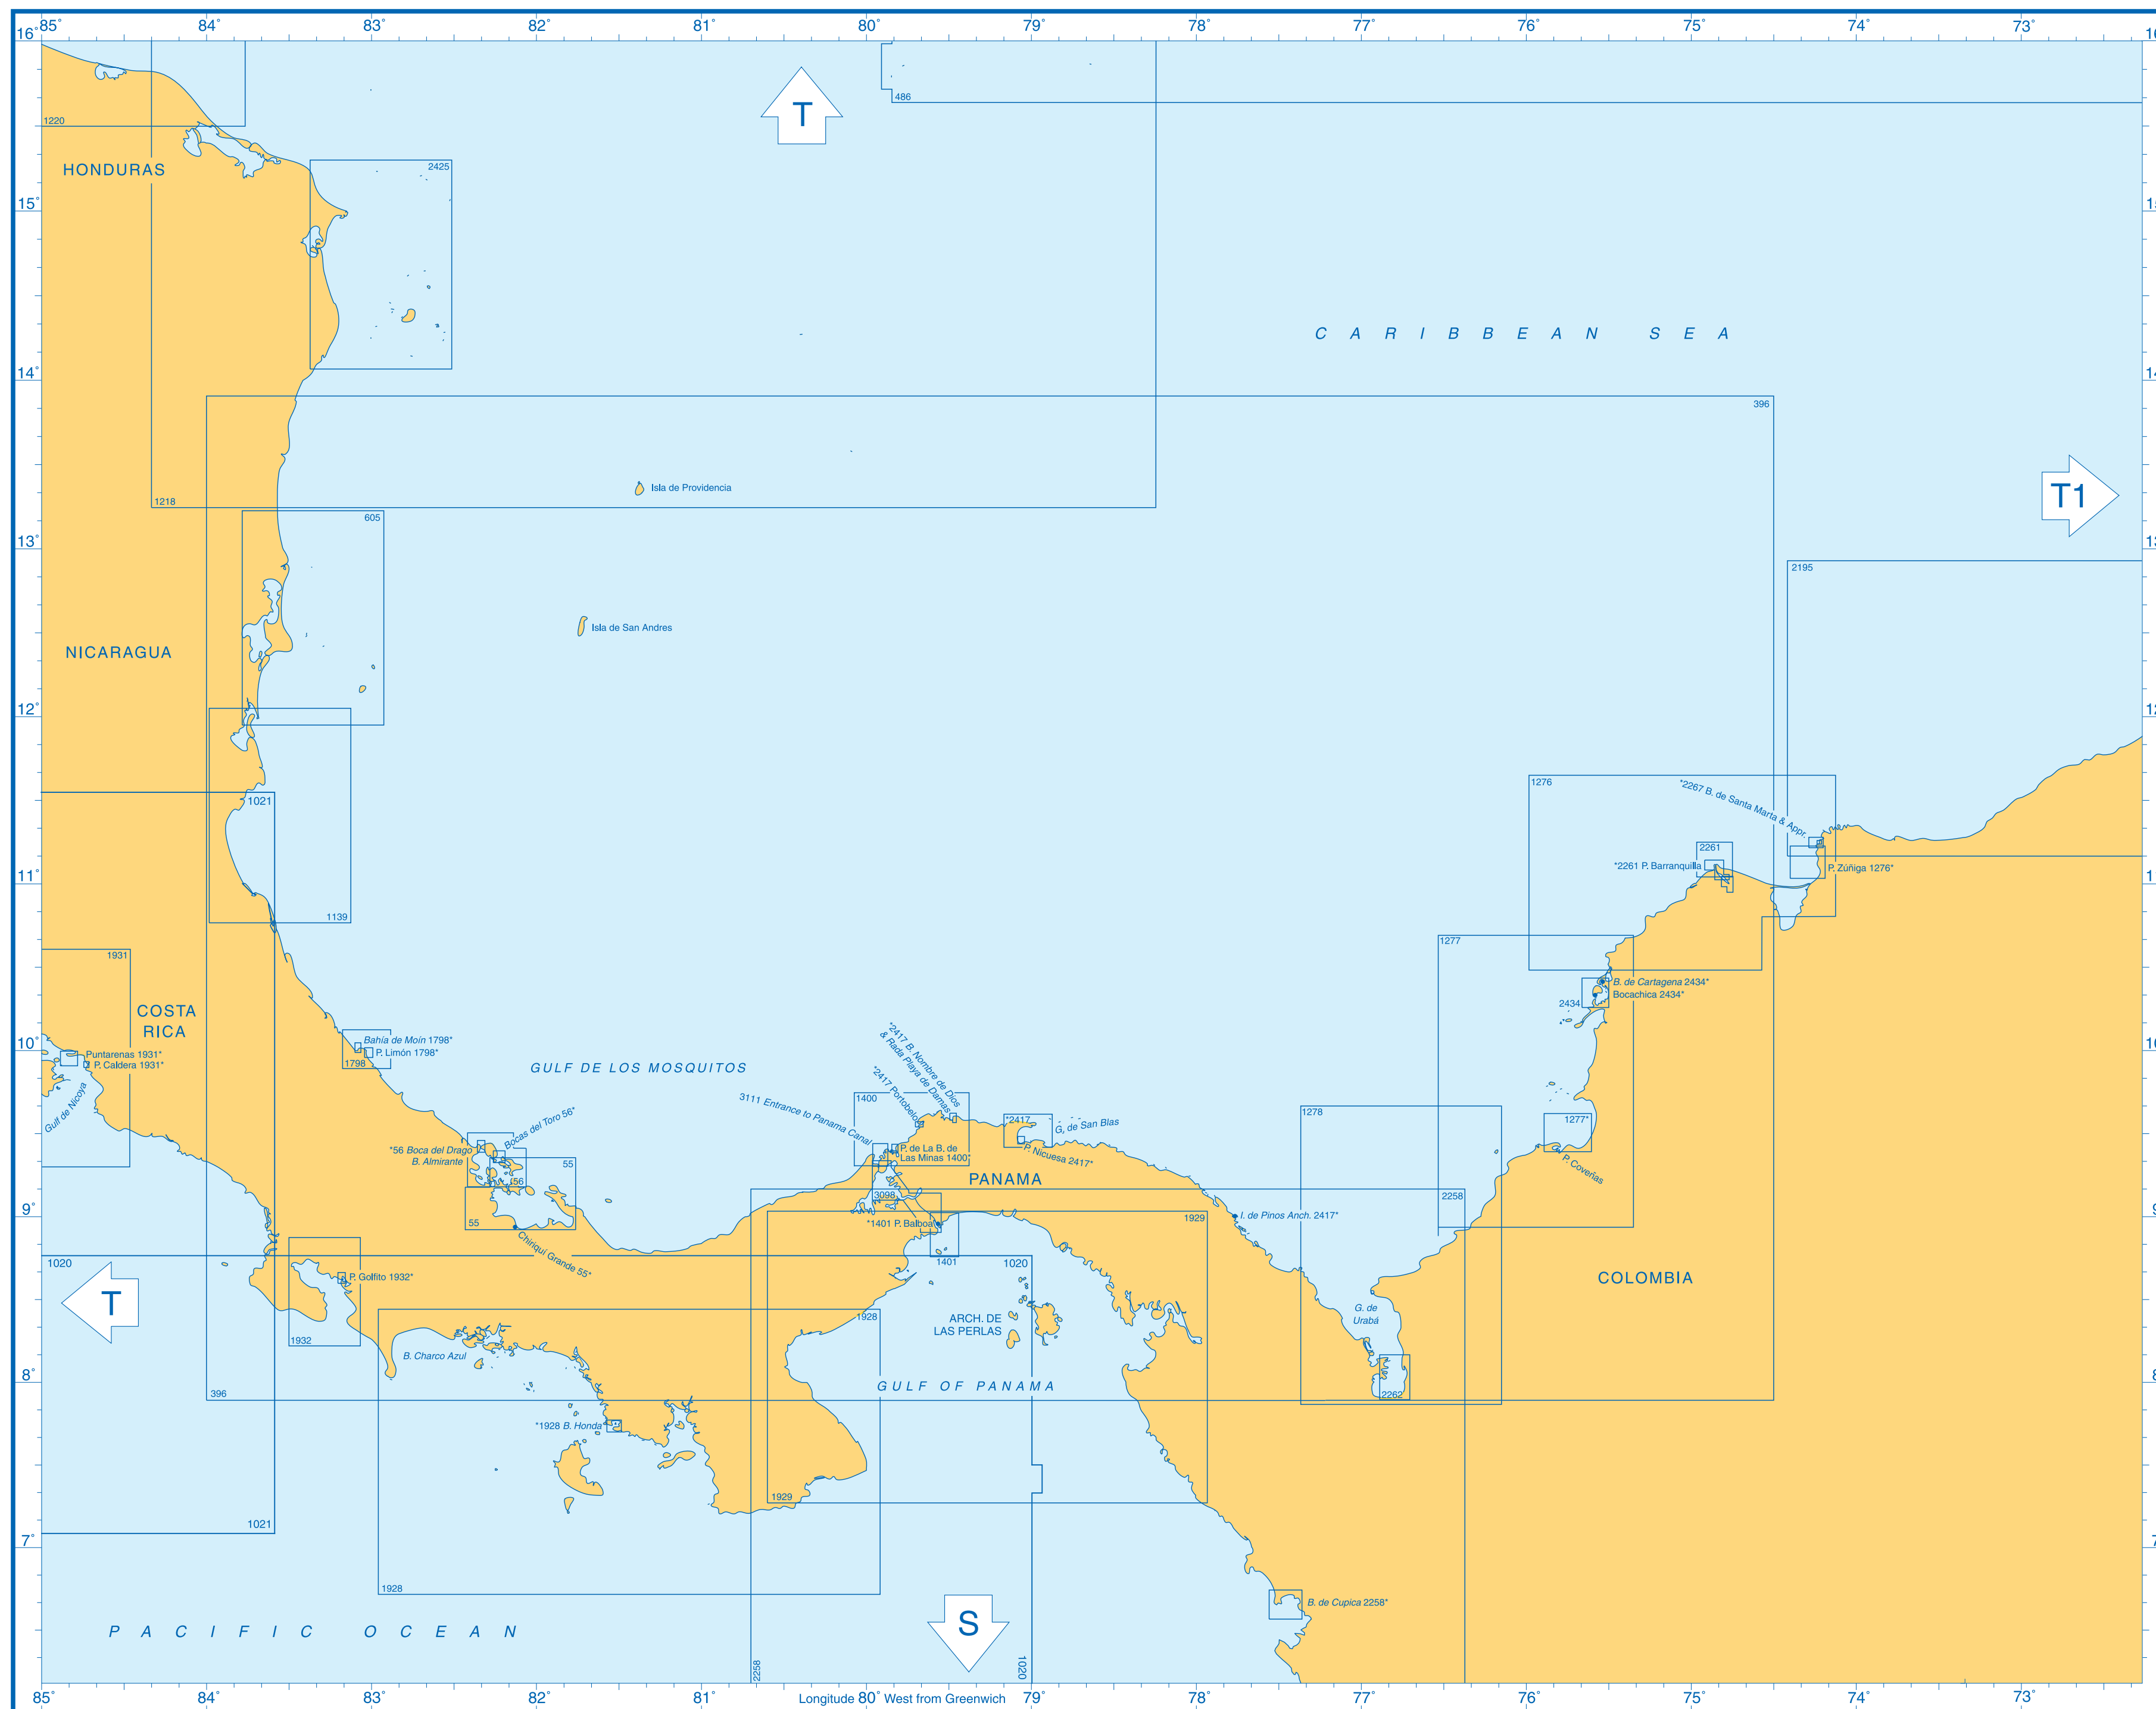 85° 84° 83° 82° 81° 80° 79° 78° 77° 76° 75° 74° 73°
16°
T
486
1220
HONDURAS
2425
15°
CARIBBEAN SEA
14°
396
Isla de Providencia
1218
T1
605
13°
2195
Isla de San Andres
NICARAGUA
12°
1276
*2267 B. de Santa Marta & Appr.
1021
2261
*2261 P. Barranquilla
P. Zúñiga 1276*
11°
1139
1277
1931
COSTA
RICA
B. de Cartagena 2434*
Bocachica 2434*
2434
10°
Bahía de Moín 1798*
P. Limón 1798*
1798
Puntarenas 1931*
P. Caldera 1931*
Gulf de Nicoya
GULF DE LOS MOSQUITOS
*2417 B. Nombre de Dios
& Rada Playa de Damas
*2417 Portobelo
1400
3111 Entrance to Panama Canal
1278
*2417
G. de San Blas
1277*
Bocas del Toro 56*
*56 Boca del Drago
B. Almirante
P. de La B. de
Las Minas 1400*
P. Nicuesa 2417*
P. Coveñas
55
56
PANAMA
3098
2258
9°
55
*1401 P. Balboa
1929
I. de Pinos Anch. 2417*
Chiriquí Grande 55*
1020
1401
1020
P. Golfito 1932*
COLOMBIA
T
1928
ARCH. DE
LAS PERLAS
G. de
Urabá
1932
B. Charco Azul
8°
GULF OF PANAMA
396
2262
*1928 B. Honda
1929
1021
7°
1928
B. de Cupica 2258*
S
PACIFIC OCEAN
2258
1020
85° 84° 83° 82° 81° Longitude 80° West from Greenwich 79° 78° 77° 76° 75° 74° 73°